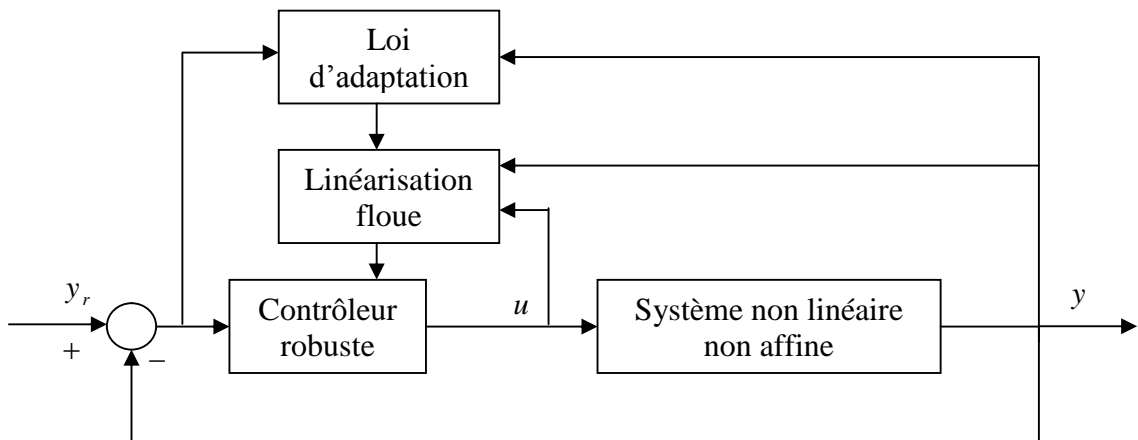 Loi
d’adaptation
Linéarisation
floue
y_r
+
−
Contrôleur
robuste
u
Système non linéaire
non affine
y